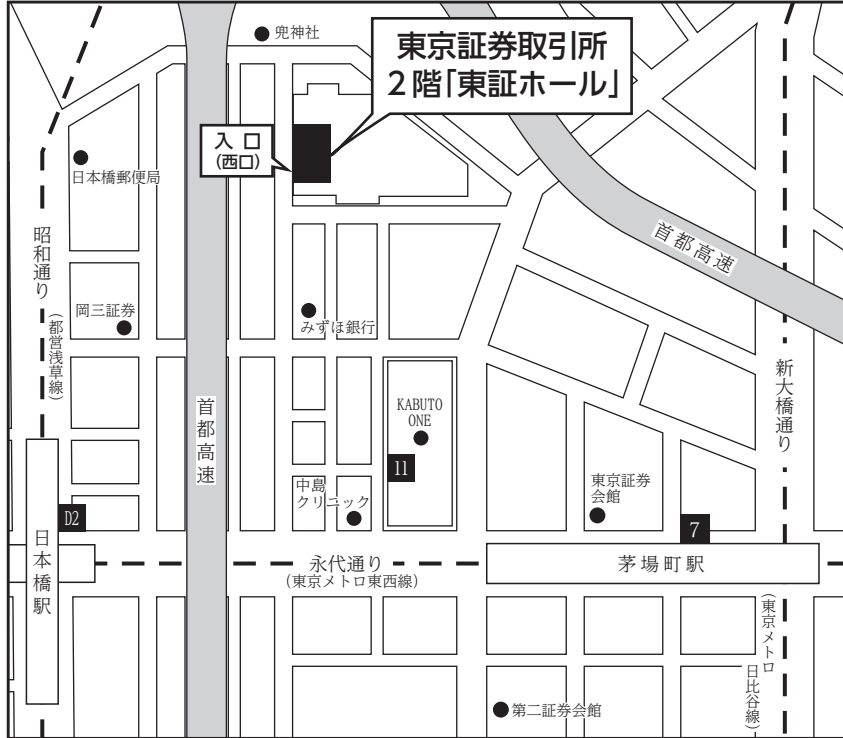 兜神社
東京証券取引所
2階「東証ホール」
入口
(西口)
日本橋郵便局
昭和通り
(都営浅草線)
岡三証券
みずほ銀行
首都高速
首都高速
新大橋通り
KABUTO
ONE
11
中島
クリニック
東京証券
会館
7
D2
日本橋駅
永代通り
(東京メトロ東西線)
茅場町駅
(東京メトロ
日比谷線)
第二証券会館